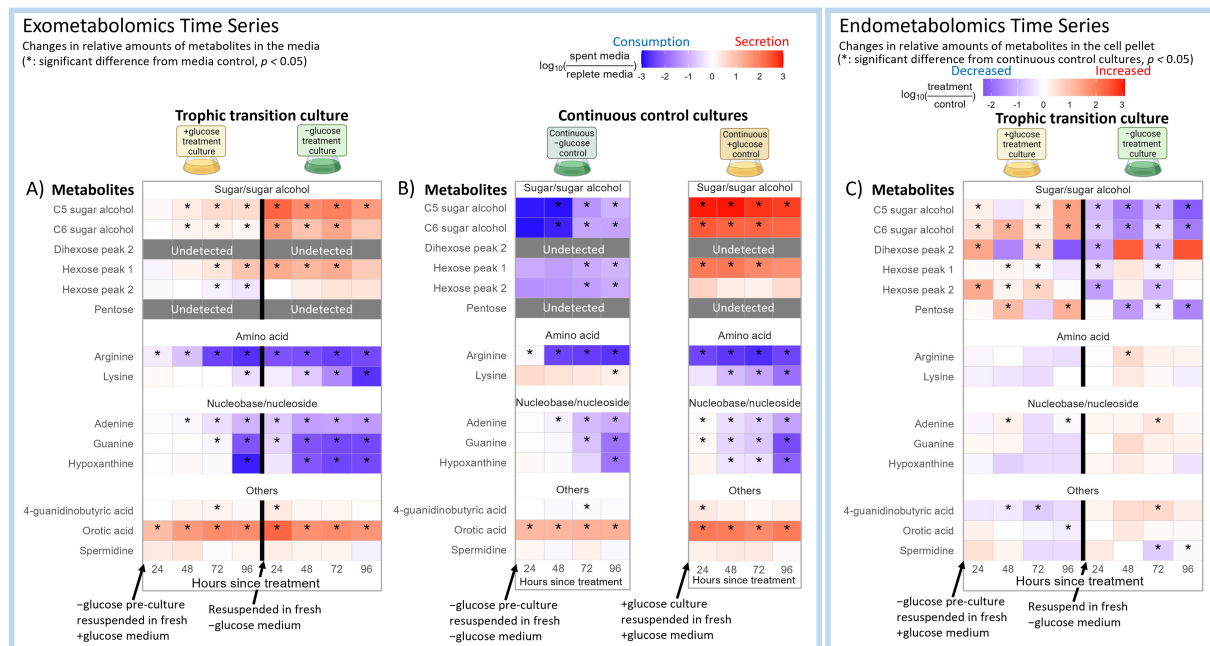 Exometabolomics Time Series
Changes in relative amounts of metabolites in the media
(*: significant difference from media control, p < 0.05)
Consumption Secretion
log10(spent media/replete media)
-3 -2 -1 0 1 2 3
Trophic transition culture
+glucose treatment culture
−glucose treatment culture
Continuous control cultures
Continuous −glucose control
Continuous +glucose control
A) Metabolites
Sugar/sugar alcohol
C5 sugar alcohol * * * * * * *
C6 sugar alcohol * * * * * *
Dihexose peak 2 Undetected Undetected
Hexose peak 1 * * * * *
Hexose peak 2 * *
Pentose Undetected Undetected
Amino acid
Arginine * * * * * * * *
Lysine * * * *
Nucleobase/nucleoside
Adenine * * * * * * *
Guanine * * * * * *
Hypoxanthine * * * *
Others
4-guanidinobutyric acid * *
Orotic acid * * * * * * * *
Spermidine
24 48 72 96 24 48 72 96
Hours since treatment
−glucose pre-culture
resuspended in fresh
+glucose medium
Resuspended in fresh
−glucose medium
B) Metabolites
Sugar/sugar alcohol Sugar/sugar alcohol
C5 sugar alcohol * * * * * * *
C6 sugar alcohol * * * * * *
Dihexose peak 2 Undetected Undetected
Hexose peak 1 * * * * *
Hexose peak 2 * *
Pentose Undetected Undetected
Amino acid Amino acid
Arginine * * * * * * * *
Lysine * * * *
Nucleobase/nucleoside Nucleobase/nucleoside
Adenine * * * * * * *
Guanine * * * * * *
Hypoxanthine * * * *
Others Others
4-guanidinobutyric acid * *
Orotic acid * * * * * * * *
Spermidine
24 48 72 96 24 48 72 96
Hours since treatment Hours since treatment
−glucose pre-culture
resuspended in fresh
−glucose medium
+glucose culture
resuspended in fresh
+glucose medium
Endometabolomics Time Series
Changes in relative amounts of metabolites in the cell pellet
(*: significant difference from continuous control cultures, p < 0.05)
Decreased Increased
log10(treatment/control)
-2 -1 0 1 2 3
Trophic transition culture
+glucose treatment culture
−glucose treatment culture
C) Metabolites
Sugar/sugar alcohol
C5 sugar alcohol * * * * * * *
C6 sugar alcohol * * * * * * * *
Dihexose peak 2 * * * *
Hexose peak 1 * * *
Hexose peak 2 * * * * *
Pentose * * * * *
Amino acid
Arginine *
Lysine
Nucleobase/nucleoside
Adenine * * *
Guanine
Hypoxanthine
Others
4-guanidinobutyric acid * * *
Orotic acid *
Spermidine * *
24 48 72 96 24 48 72 96
Hours since treatment
−glucose pre-culture
resuspended in fresh
+glucose medium
Resuspend in fresh
−glucose medium